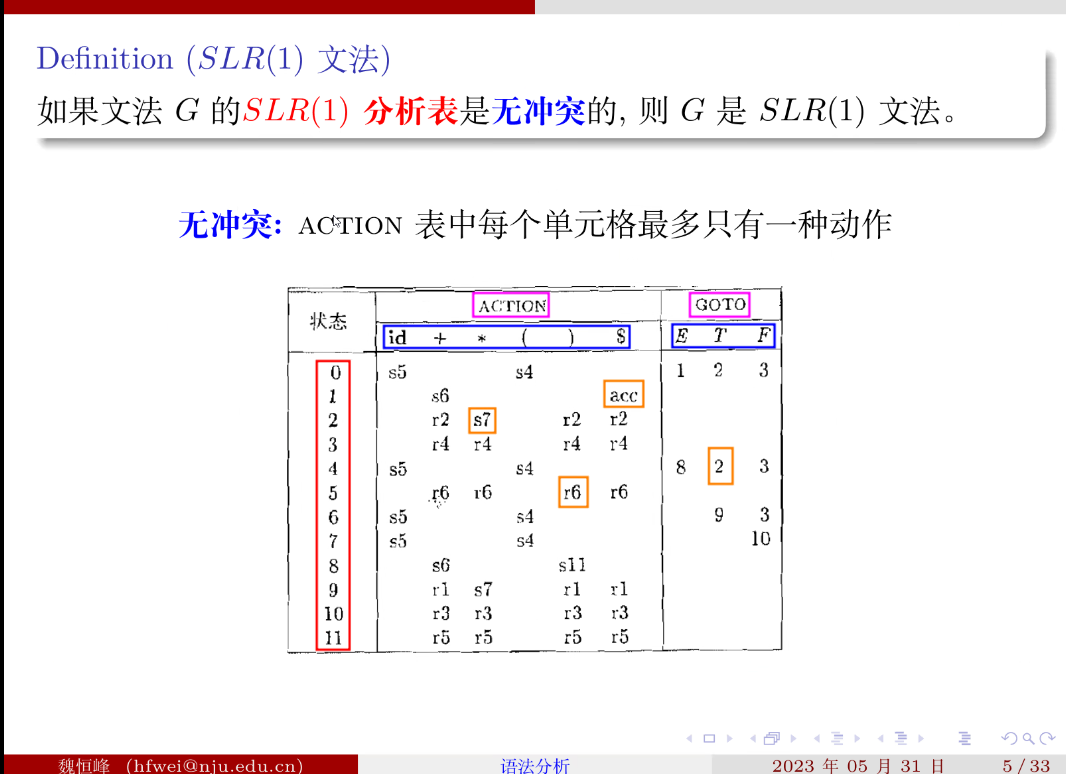 Definition (SLR(1) 文法)
如果文法 G 的SLR(1) 分析表是无冲突的, 则 G 是 SLR(1) 文法。
无冲突: ACTION 表中每个单元格最多只有一种动作
状态 ACTION GOTO
id + * ( ) $ E T F
0 s5 s4 1 2 3
1 s6 acc
2 r2 s7 r2 r2
3 r4 r4 r4 r4
4 s5 s4 8 2 3
5 r6 r6 r6 r6
6 s5 s4 9 3
7 s5 s4 10
8 s6 s11
9 r1 s7 r1 r1
10 r3 r3 r3 r3
11 r5 r5 r5 r5
魏恒峰 (hfwei@nju.edu.cn) 语法分析 2023 年 05 月 31 日 5 / 33